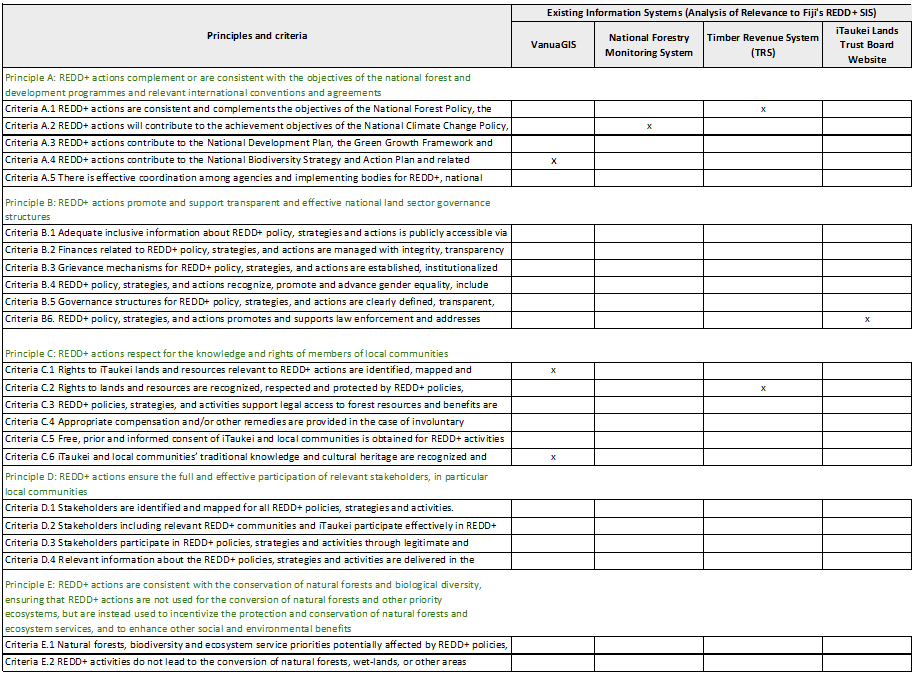 Existing Information Systems (Analysis of Relevance to Fiji's REDD+ SIS)
Principles and criteria
VanuaGIS
National Forestry
Monitoring System
Timber Revenue System
(TRS)
iTaukei Lands
Trust Board
Website
Principle A: REDD+ actions complement or are consistent with the objectives of the national forest and
development programmes and relevant international conventions and agreements
Criteria A.1 REDD+ actions are consistent and complements the objectives of the National Forest Policy, the x
Criteria A.2 REDD+ actions will contribute to the achievement objectives of the National Climate Change Policy, x
Criteria A.3 REDD+ actions contribute to the National Development Plan, the Green Growth Framework and
Criteria A.4 REDD+ actions contribute to the National Biodiversity Strategy and Action Plan and related x
Criteria A.5 There is effective coordination among agencies and implementing bodies for REDD+, national
Principle B: REDD+ actions promote and support transparent and effective national land sector governance
structures
Criteria B.1 Adequate inclusive information about REDD+ policy, strategies and actions is publicly accessible via
Criteria B.2 Finances related to REDD+ policy, strategies, and actions are managed with integrity, transparency
Criteria B.3 Grievance mechanisms for REDD+ policy, strategies, and actions are established, institutionalized
Criteria B.4 REDD+ policy, strategies, and actions recognize, promote and advance gender equality, include
Criteria B.5 Governance structures for REDD+ policy, strategies, and actions are clearly defined, transparent,
Criteria B6. REDD+ policy, strategies, and actions promotes and supports law enforcement and addresses x
Principle C: REDD+ actions respect for the knowledge and rights of members of local communities
Criteria C.1 Rights to iTaukei lands and resources relevant to REDD+ actions are identified, mapped and x
Criteria C.2 Rights to lands and resources are recognized, respected and protected by REDD+ policies, x
Criteria C.3 REDD+ policies, strategies, and activities support legal access to forest resources and benefits are
Criteria C.4 Appropriate compensation and/or other remedies are provided in the case of involuntary
Criteria C.5 Free, prior and informed consent of iTaukei and local communities is obtained for REDD+ activities
Criteria C.6 iTaukei and local communities' traditional knowledge and cultural heritage are recognized and x
Principle D: REDD+ actions ensure the full and effective participation of relevant stakeholders, in particular
local communities
Criteria D.1 Stakeholders are identified and mapped for all REDD+ policies, strategies and activities.
Criteria D.2 Stakeholders including relevant REDD+ communities and iTaukei participate effectively in REDD+
Criteria D.3 Stakeholders participate in REDD+ policies, strategies and activities through legitimate and
Criteria D.4 Relevant information about the REDD+ policies, strategies and activities are delivered in the
Principle E: REDD+ actions are consistent with the conservation of natural forests and biological diversity,
ensuring that REDD+ actions are not used for the conversion of natural forests and other priority
ecosystems, but are instead used to incentivize the protection and conservation of natural forests and
ecosystem services, and to enhance other social and environmental benefits
Criteria E.1 Natural forests, biodiversity and ecosystem service priorities potentially affected by REDD+ policies,
Criteria E.2 REDD+ activities do not lead to the conversion of natural forests, wet-lands, or other areas